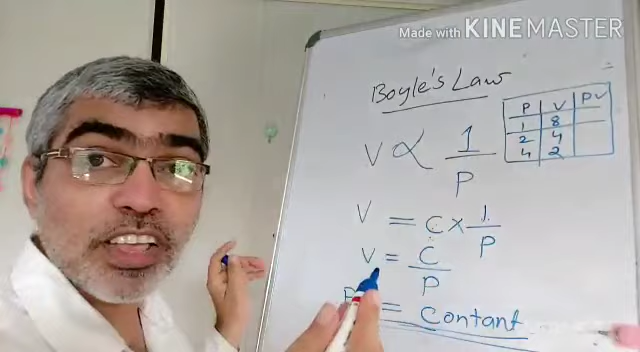 Made with KINEMASTER
Boyle's Law
P V PV
1 8
2 4
4 2
V ∝ 1/P
V = C × 1/P
V = C/P
P = Contant